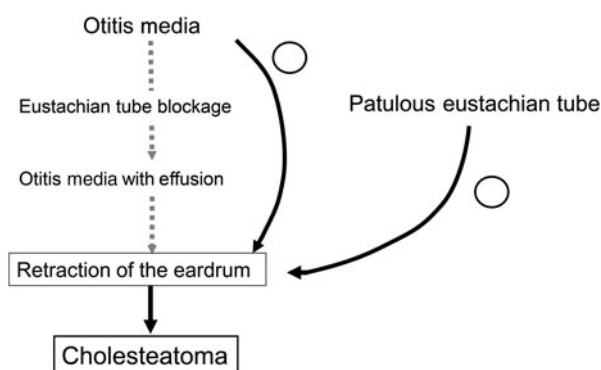 Otitis media
Eustachian tube blockage
Patulous eustachian tube
Otitis media with effusion
Retraction of the eardrum
Cholesteatoma